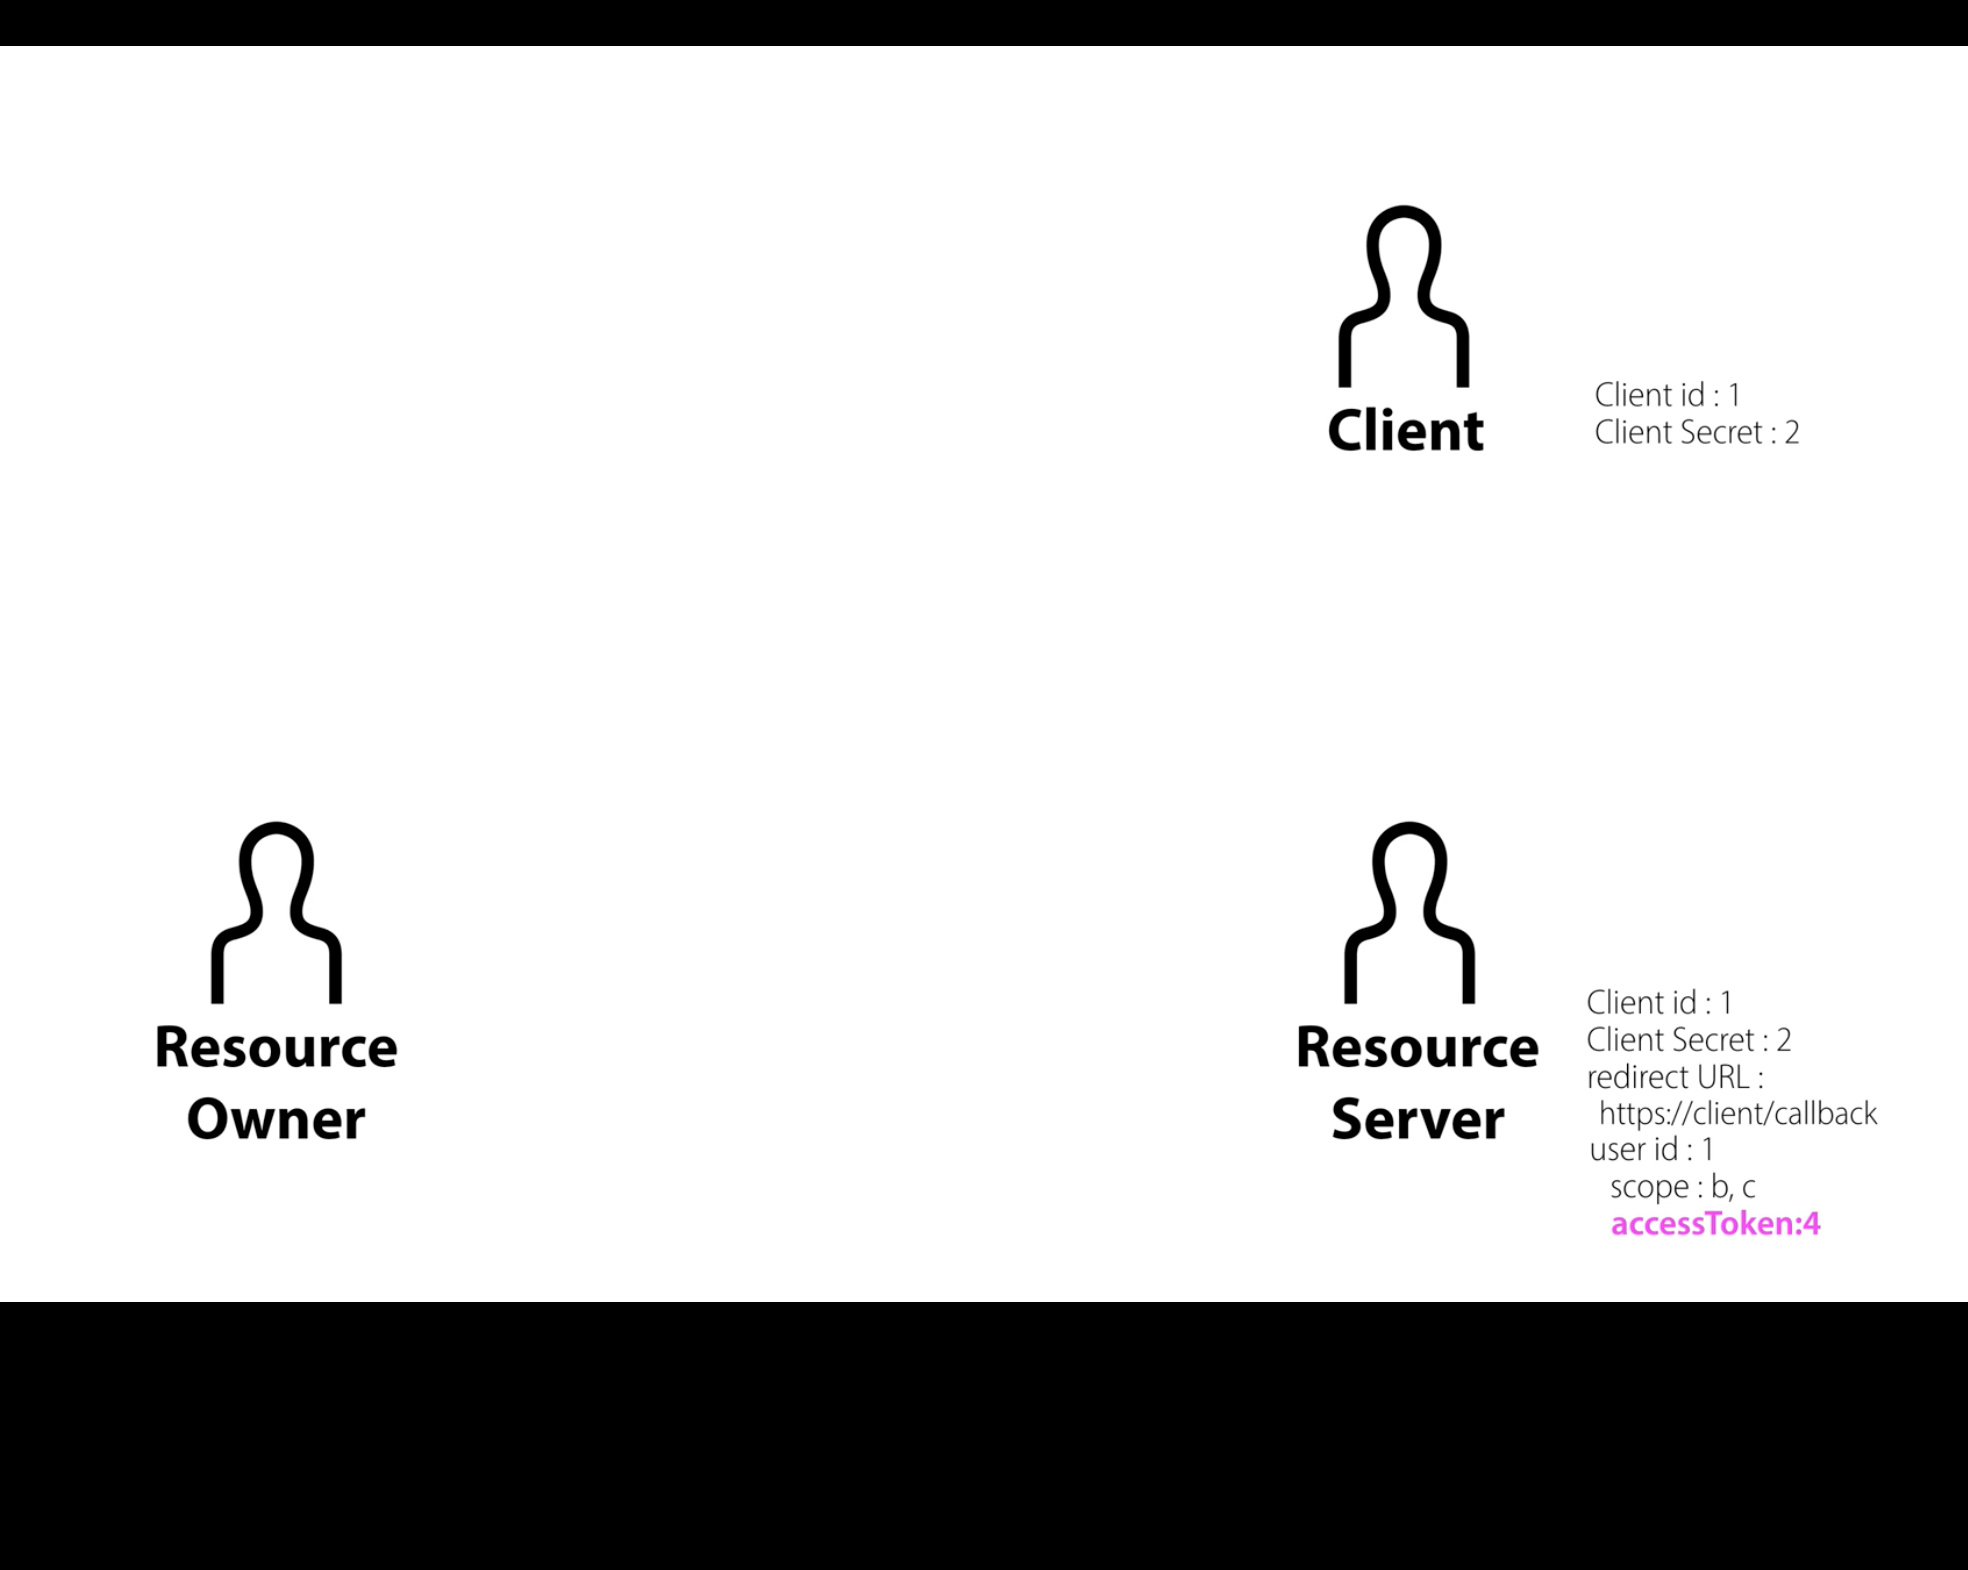 Client
Client id : 1
Client Secret : 2
Resource
Owner
Resource
Server
Client id : 1
Client Secret : 2
redirect URL :
https://client/callback
user id : 1
scope : b, c
accessToken:4